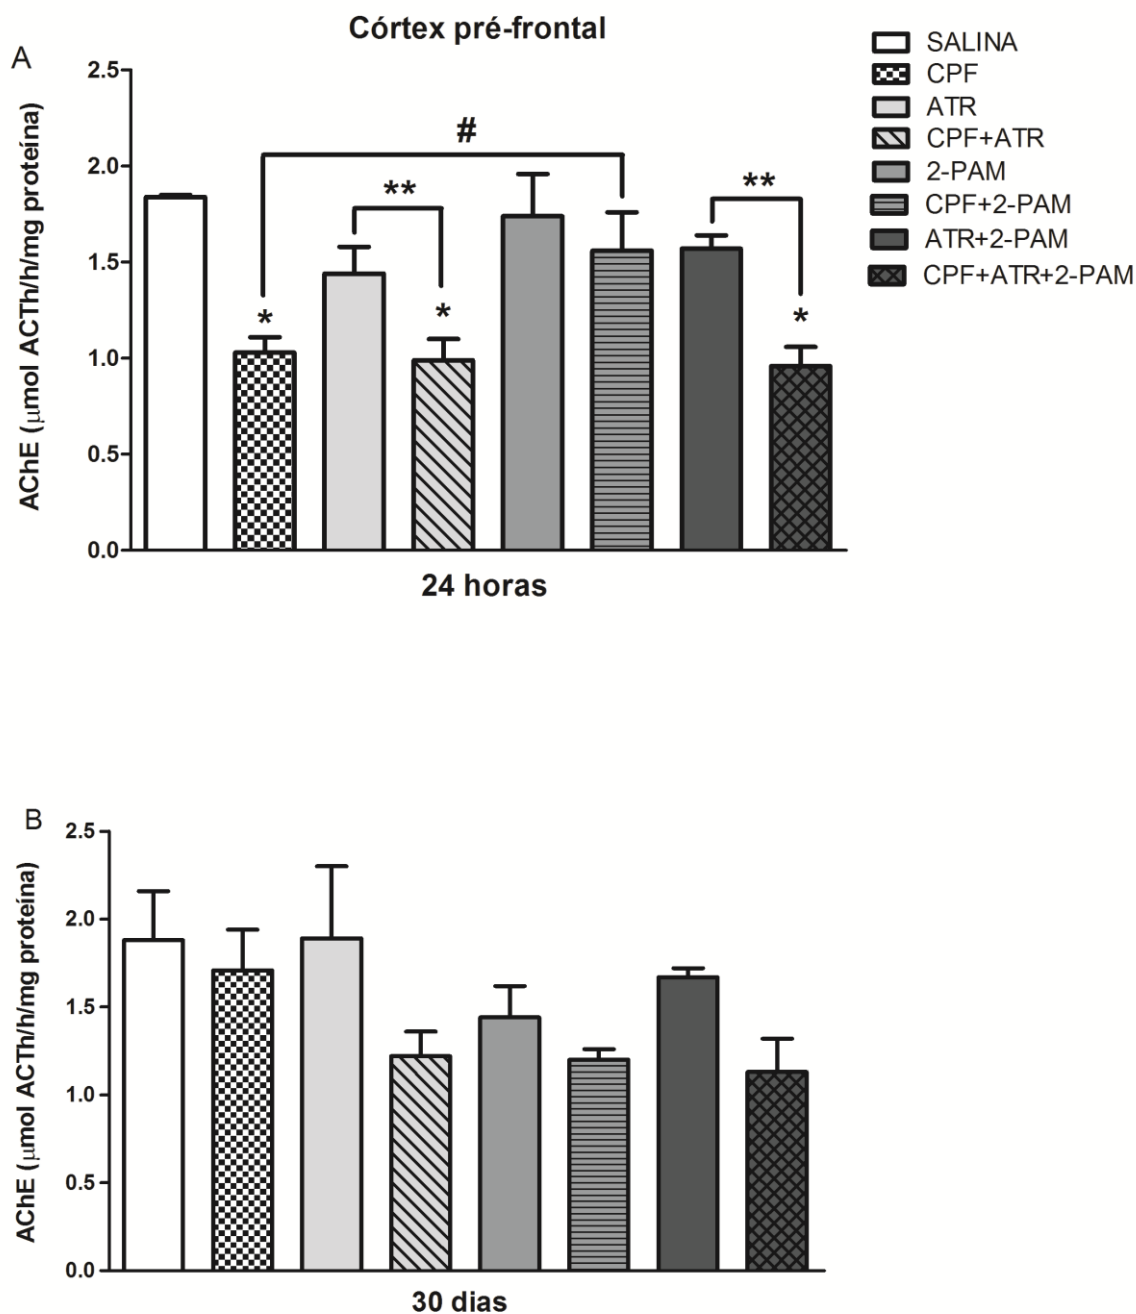 Córtex pré-frontal
A
AChE (μmol ACTh/h/mg proteína)
2.5
2.0
1.5
1.0
0.5
0.0
#
**
**
*
*
*
24 horas
SALINA
CPF
ATR
CPF+ATR
2-PAM
CPF+2-PAM
ATR+2-PAM
CPF+ATR+2-PAM
B
AChE (μmol ACTh/h/mg proteína)
2.5
2.0
1.5
1.0
0.5
0.0
30 dias